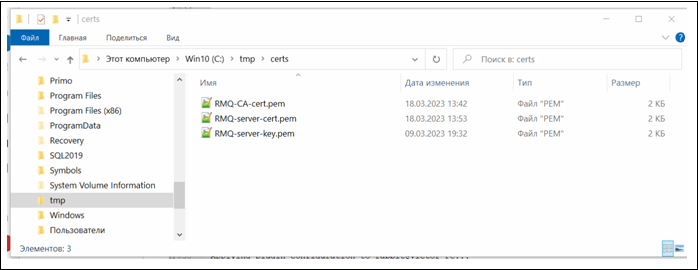 certs
Файл Главная Поделиться Вид
Этот компьютер Win10 (C:) tmp certs
Поиск в: certs
Primo
Program Files
Program Files (x86)
ProgramData
Recovery
SQL2019
Symbols
System Volume Information
tmp
Windows
Пользователи
Имя Дата изменения Тип Размер
RMQ-CA-cert.pem 18.03.2023 13:42 Файл "PEM" 2 КБ
RMQ-server-cert.pem 18.03.2023 13:53 Файл "PEM" 2 КБ
RMQ-server-key.pem 09.03.2023 19:32 Файл "PEM" 2 КБ
Элементов: 3